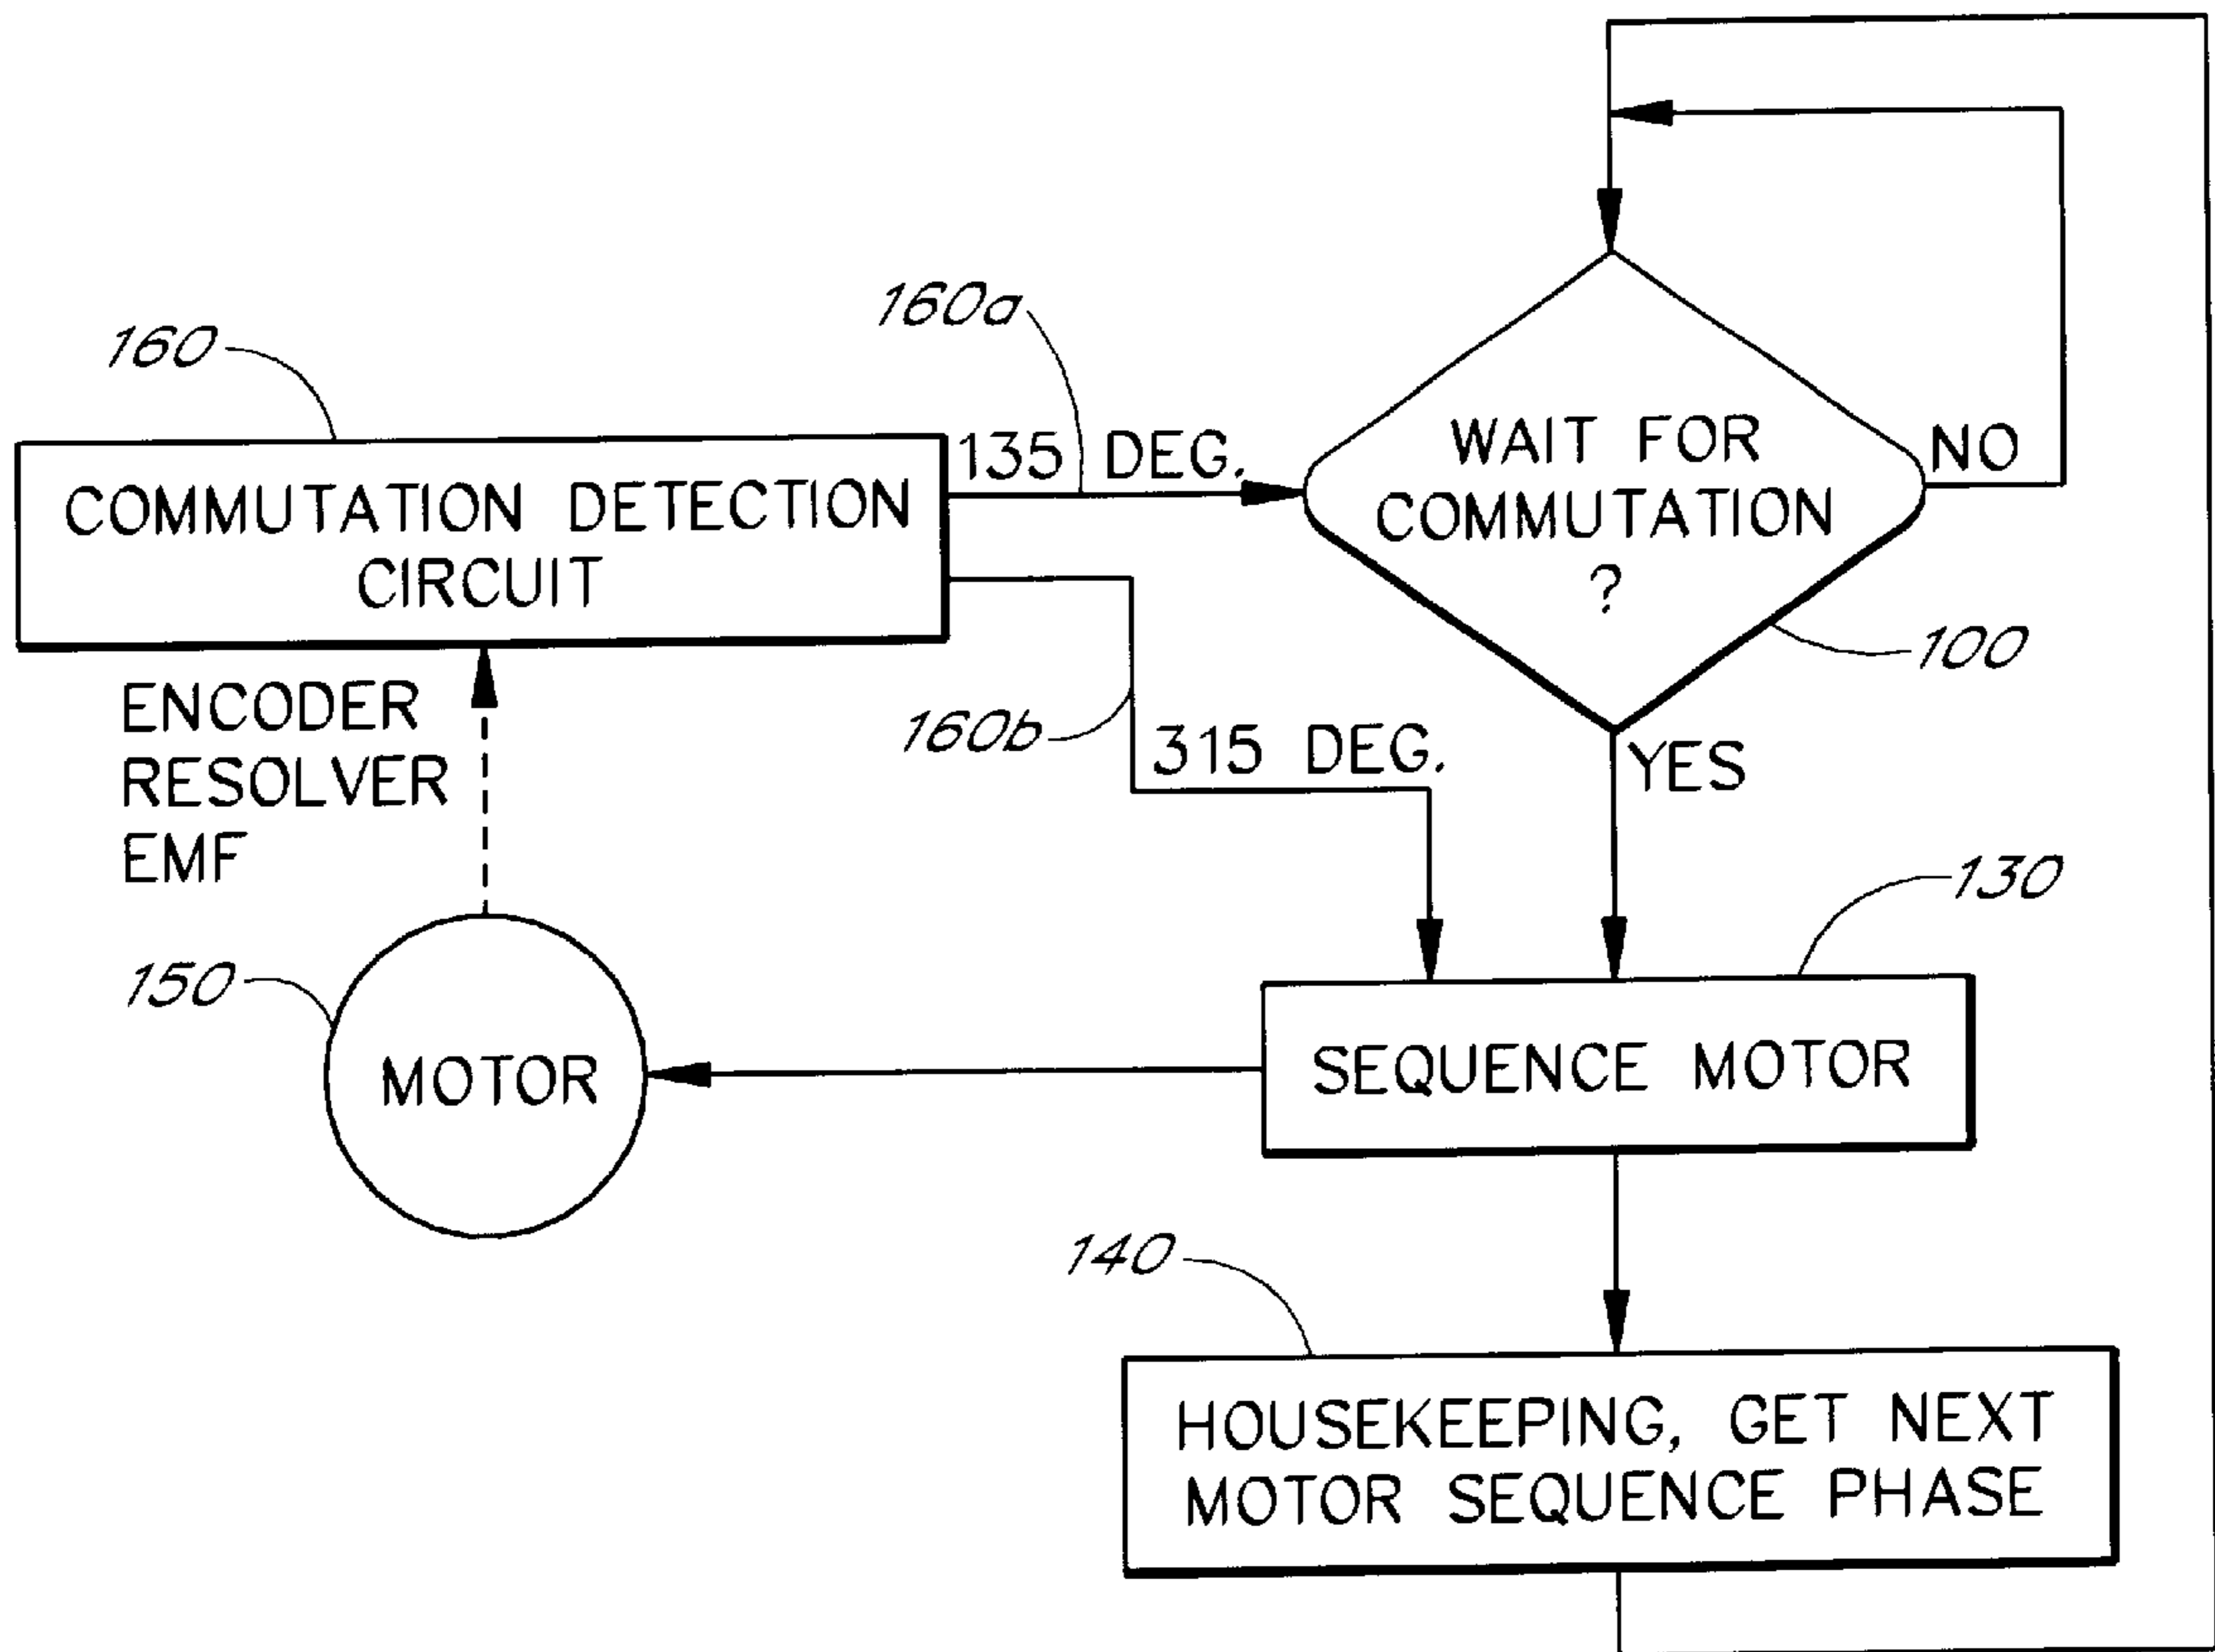 160
160a
135 DEG.
COMMUTATION DETECTION
CIRCUIT
WAIT FOR
COMMUTATION
?
NO
100
160b
315 DEG.
YES
ENCODER
RESOLVER
EMF
130
150
MOTOR
SEQUENCE MOTOR
140
HOUSEKEEPING, GET NEXT
MOTOR SEQUENCE PHASE